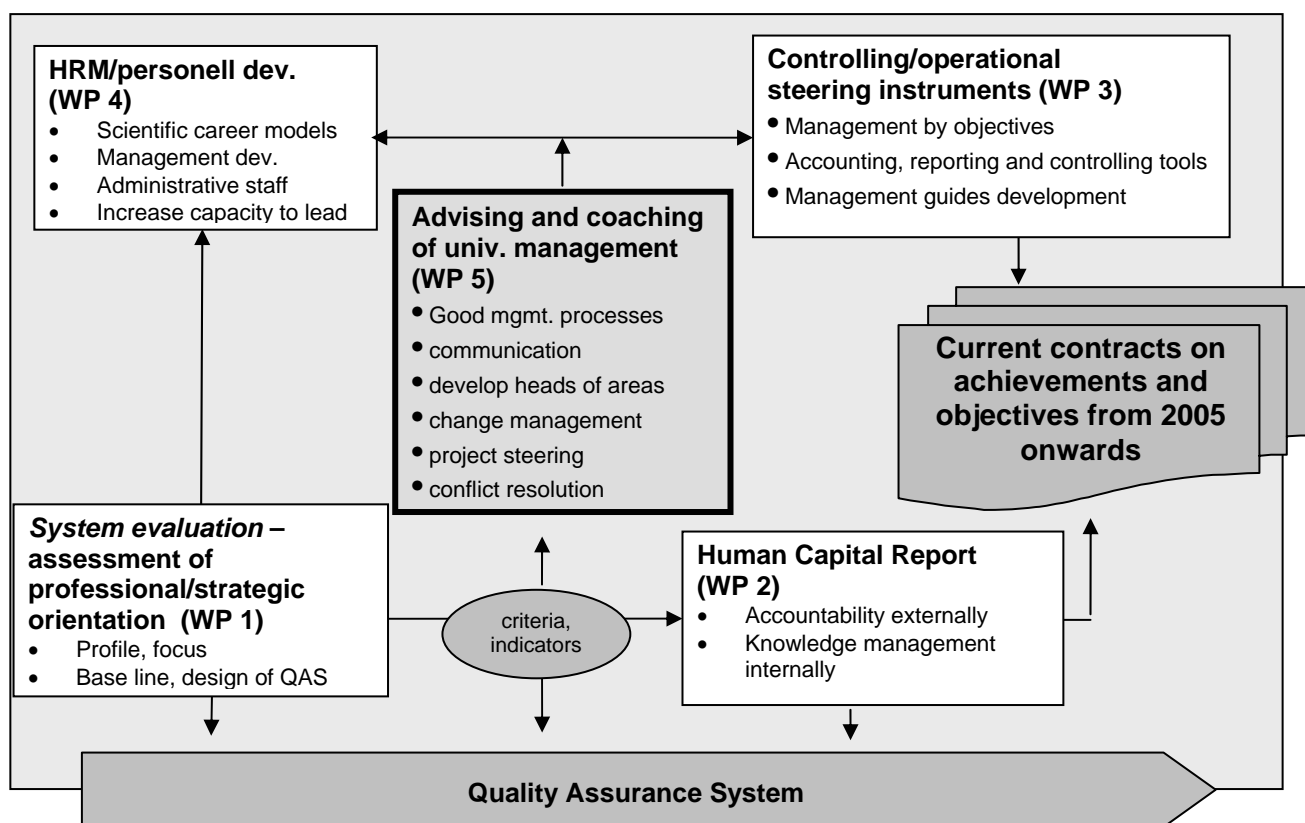 HRM/personell dev.
(WP 4)
• Scientific career models
• Management dev.
• Administrative staff
• Increase capacity to lead
Controlling/operational
steering instruments (WP 3)
• Management by objectives
• Accounting, reporting and controlling tools
• Management guides development
Advising and coaching
of univ. management
(WP 5)
• Good mgmt. processes
• communication
• develop heads of areas
• change management
• project steering
• conflict resolution
Current contracts on
achievements and
objectives from 2005
onwards
System evaluation –
assessment of
professional/strategic
orientation (WP 1)
• Profile, focus
• Base line, design of QAS
criteria,
indicators
Human Capital Report
(WP 2)
• Accountability externally
• Knowledge management
internally
Quality Assurance System